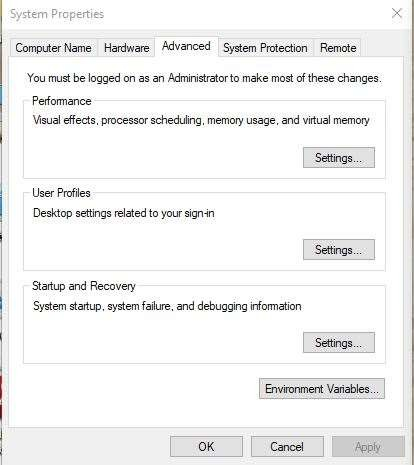 System Properties
Computer Name Hardware Advanced System Protection Remote
You must be logged on as an Administrator to make most of these changes.
Performance
Visual effects, processor scheduling, memory usage, and virtual memory
Settings...
User Profiles
Desktop settings related to your sign-in
Settings...
Startup and Recovery
System startup, system failure, and debugging information
Settings...
Environment Variables...
OK Cancel Apply